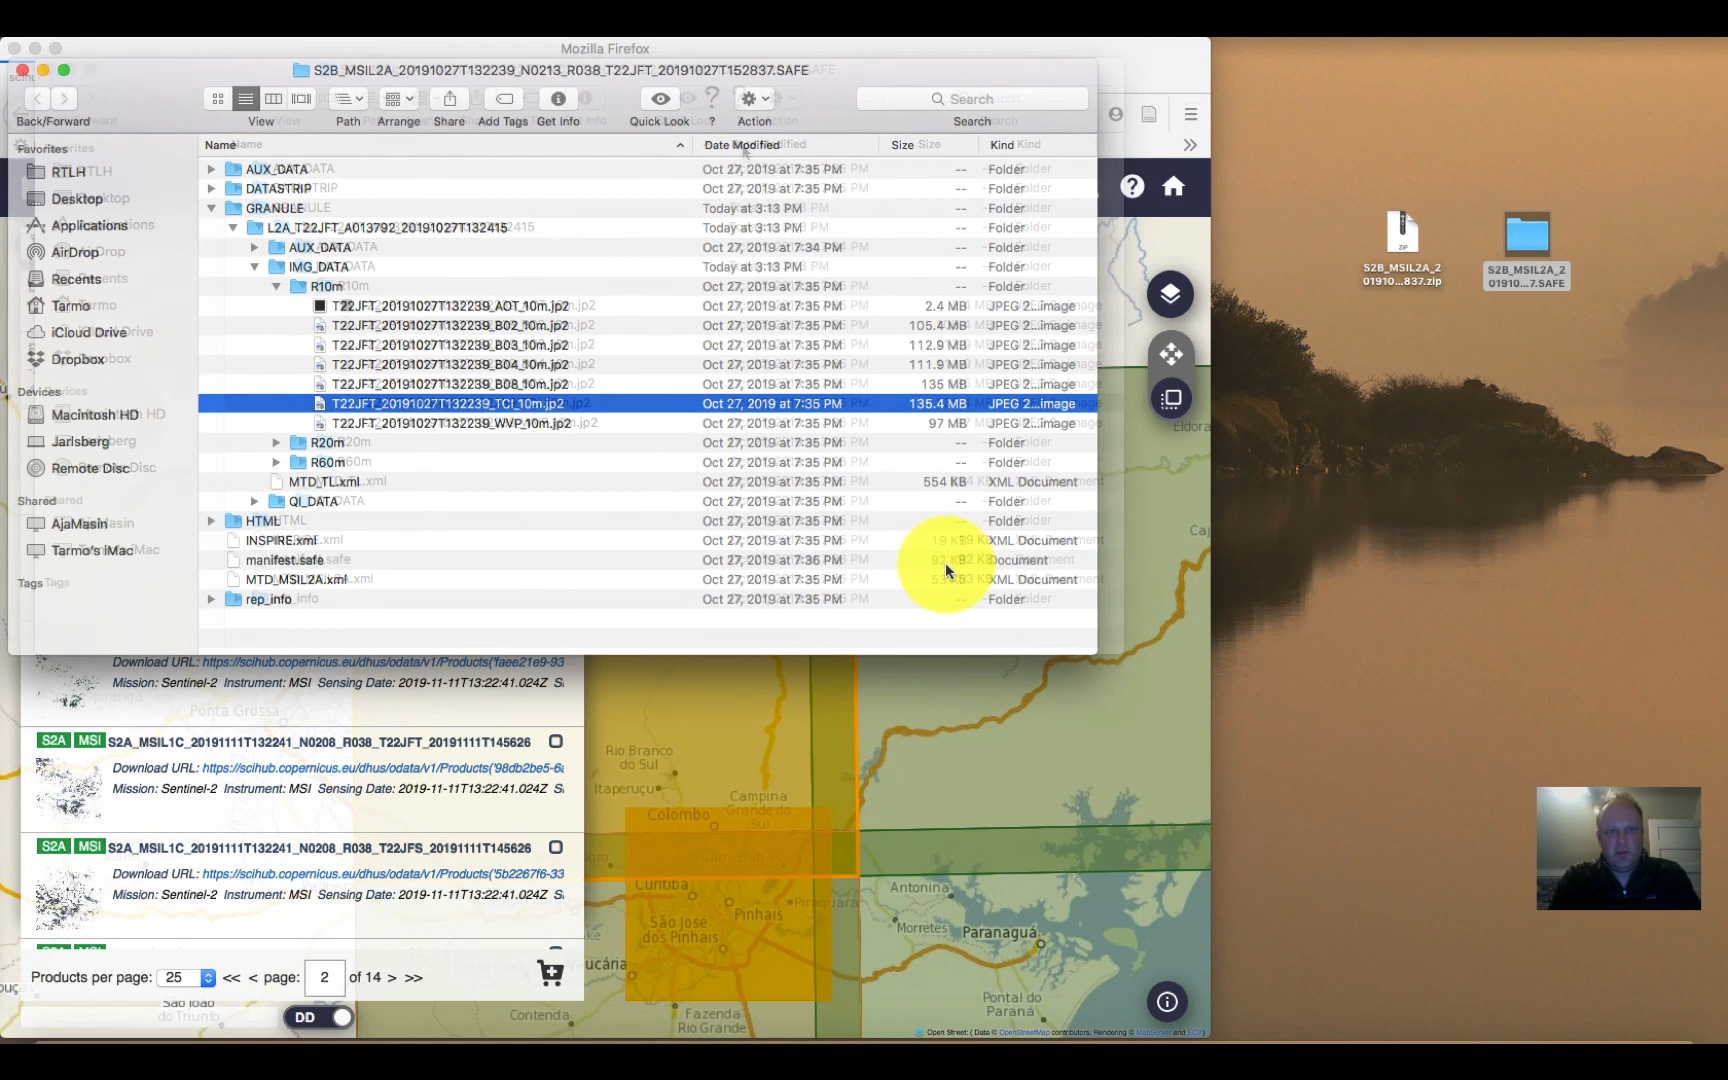 Mozilla Firefox
S2B_MSIL2A_20191027T132239_N0213_R038_T22JFT_20191027T152837.SAFE
Search
Back/Forward
View
Path
Arrange
Share
Add Tags
Get Info
Quick Look
?
Action
Search
Name
Date Modified
Size
Kind
Favorites
RTLH
Desktop
Applications
AirDrop
Recents
Tarmo
iCloud Drive
Dropbox
Devices
Macintosh HD
Jarlsberg
Remote Disc
Shared
AjaMasin
Tarmo's iMac
Tags
AUX_DATA Oct 27, 2019 at 7:35 PM -- Folder
DATASTRIP Oct 27, 2019 at 7:35 PM -- Folder
GRANULE Today at 3:13 PM -- Folder
L2A_T22JFT_A013792_20191027T132415 Today at 3:13 PM -- Folder
AUX_DATA Oct 27, 2019 at 7:34 PM -- Folder
IMG_DATA Today at 3:13 PM -- Folder
R10m Oct 27, 2019 at 7:35 PM -- Folder
T22JFT_20191027T132239_AOT_10m.jp2 Oct 27, 2019 at 7:35 PM 2.4 MB JPEG 2...image
T22JFT_20191027T132239_B02_10m.jp2 Oct 27, 2019 at 7:35 PM 105.4 MB JPEG 2...image
T22JFT_20191027T132239_B03_10m.jp2 Oct 27, 2019 at 7:35 PM 112.9 MB JPEG 2...image
T22JFT_20191027T132239_B04_10m.jp2 Oct 27, 2019 at 7:35 PM 111.9 MB JPEG 2...image
T22JFT_20191027T132239_B08_10m.jp2 Oct 27, 2019 at 7:35 PM 135 MB JPEG 2...image
T22JFT_20191027T132239_TCI_10m.jp2 Oct 27, 2019 at 7:35 PM 135.4 MB JPEG 2...image
T22JFT_20191027T132239_WVP_10m.jp2 Oct 27, 2019 at 7:35 PM 97 MB JPEG 2...image
R20m Oct 27, 2019 at 7:35 PM -- Folder
R60m Oct 27, 2019 at 7:35 PM -- Folder
MTD_TL.xml Oct 27, 2019 at 7:35 PM 554 KB XML Document
QI_DATA Oct 27, 2019 at 7:35 PM -- Folder
HTML Oct 27, 2019 at 7:35 PM -- Folder
INSPIRE.xml Oct 27, 2019 at 7:35 PM 19 KB XML Document
manifest.safe Oct 27, 2019 at 7:36 PM 92 KB Document
MTD_MSIL2A.xml Oct 27, 2019 at 7:35 PM 53 KB XML Document
rep_info Oct 27, 2019 at 7:35 PM -- Folder
ZIP
S2B_MSIL2A_2
01910...837.zip
S2B_MSIL2A_2
01910...7.SAFE
Download URL: https://scihub.copernicus.eu/dhus/odata/v1/Products('faee21e9-93
Mission: Sentinel-2 Instrument: MSI Sensing Date: 2019-11-11T13:22:41.024Z
Ponta Grossa
S2A MSI S2A_MSIL1C_20191111T132241_N0208_R038_T22JFT_20191111T145626
Download URL: https://scihub.copernicus.eu/dhus/odata/v1/Products('98db2be5-6
Mission: Sentinel-2 Instrument: MSI Sensing Date: 2019-11-11T13:22:41.024Z
S2A MSI S2A_MSIL1C_20191111T132241_N0208_R038_T22JFS_20191111T145626
Download URL: https://scihub.copernicus.eu/dhus/odata/v1/Products('5b2267f6-33
Mission: Sentinel-2 Instrument: MSI Sensing Date: 2019-11-11T13:22:41.024Z
S2A MSI
Products per page: 25 << < page: 2 of 14 > >>
São João
do Triunfo
DD
Rio Branco
do Sul
Itaperuçu
Campina
Grande do
Sul
Colombo
Quatro Barras
Curitiba
Piraquara
Pinhais
São José
dos Pinhais
Antonina
Morretes
Paranaguá
Contenda
Fazenda
Rio Grande
Pontal do
Paraná
Open Street: ( Data © OpenStreetMap contributors, Rendering © MapServer and EOX)